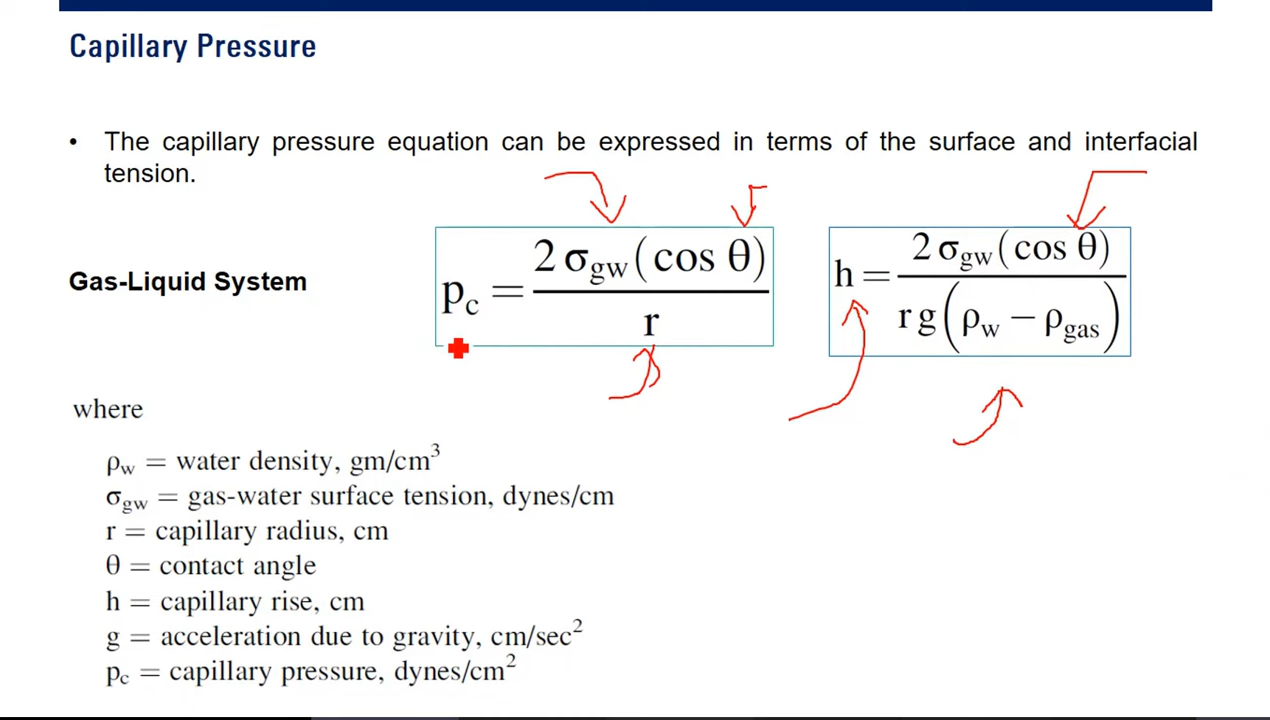 Capillary Pressure
• The capillary pressure equation can be expressed in terms of the surface and interfacial
tension.
Gas-Liquid System
p_c = 2 σ_gw (cos θ) / r
h = 2 σ_gw (cos θ) / r g (ρ_w − ρ_gas)
where
ρ_w = water density, gm/cm³
σ_gw = gas-water surface tension, dynes/cm
r = capillary radius, cm
θ = contact angle
h = capillary rise, cm
g = acceleration due to gravity, cm/sec²
p_c = capillary pressure, dynes/cm²